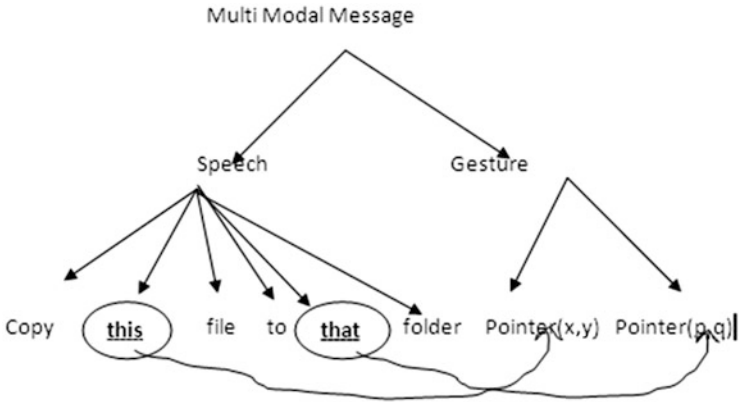 Multi Modal Message
Speech Gesture
Copy this file to that folder Pointer(x,y) Pointer(p,q)